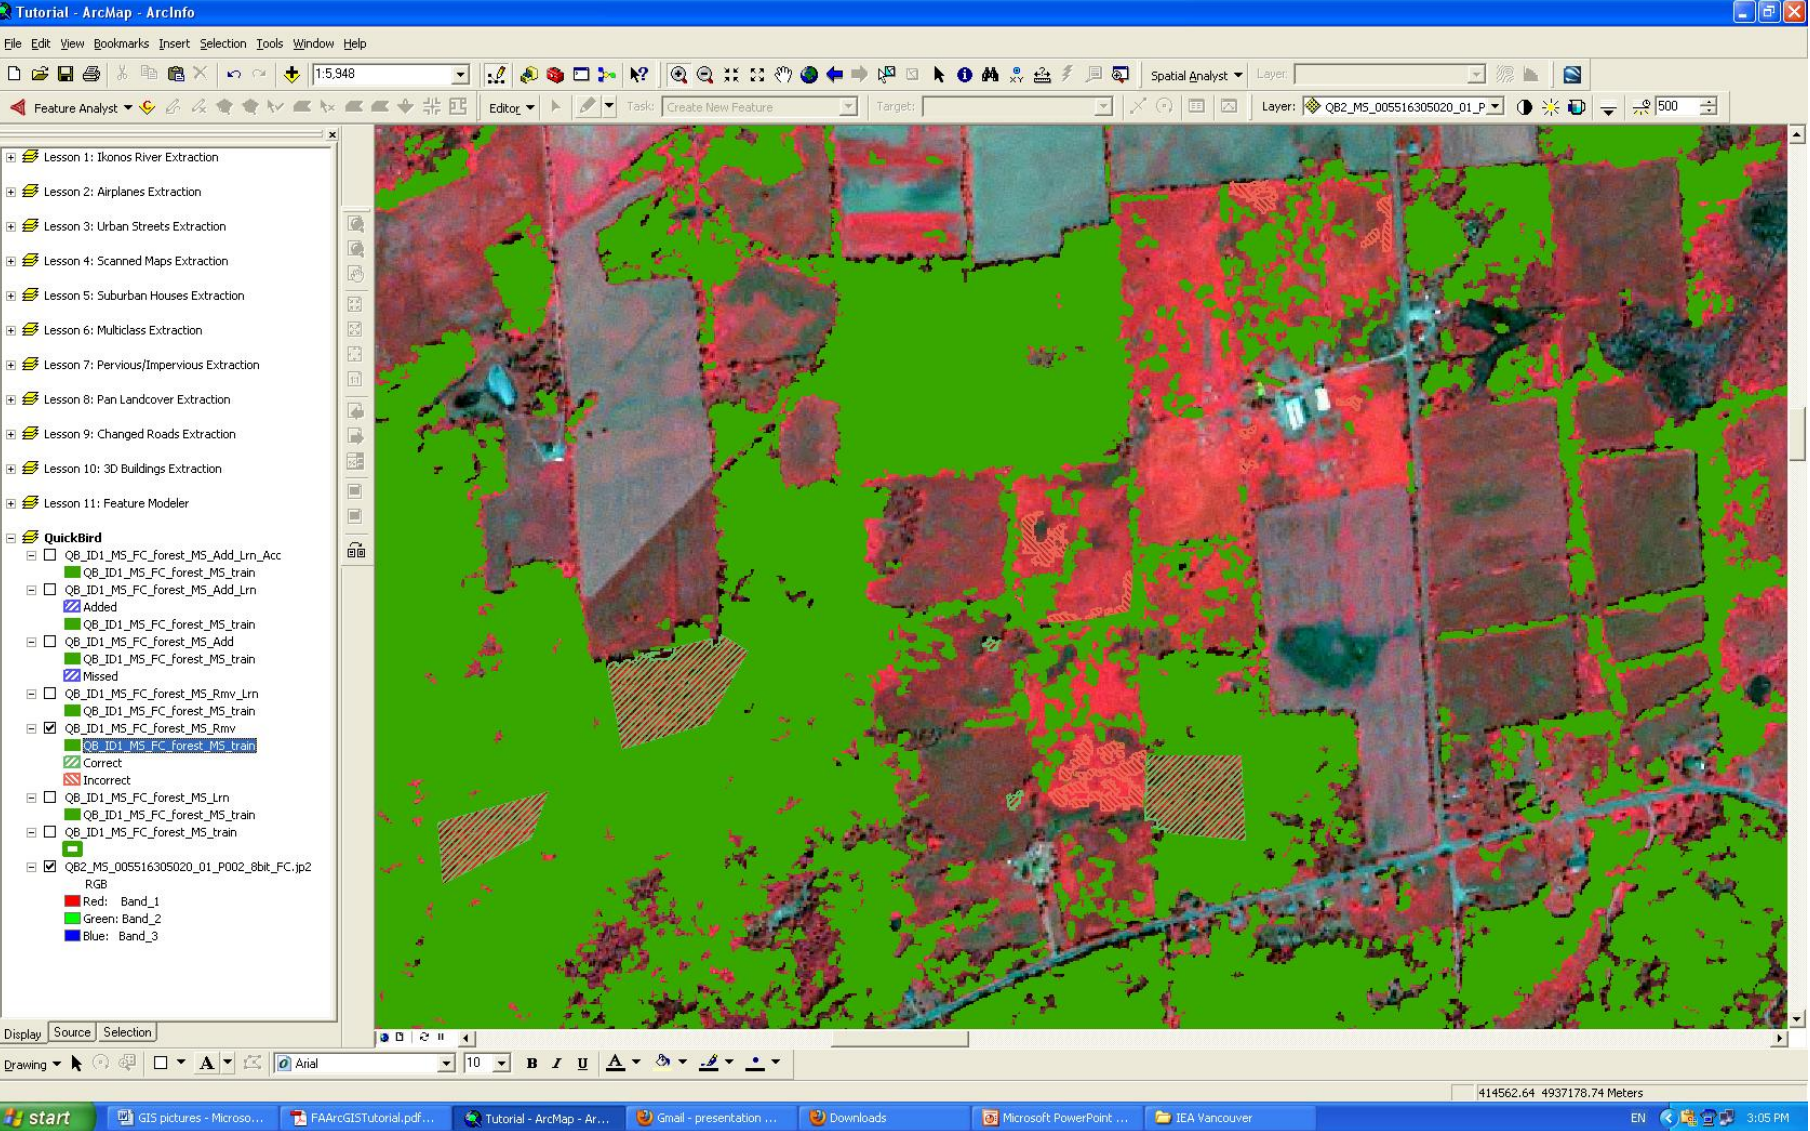 Tutorial - ArcMap - ArcInfo
File Edit View Bookmarks Insert Selection Tools Window Help
1:5,948 Spatial Analyst Layer:
Feature Analyst Editor Task: Create New Feature Target: Layer: QB2_MS_005516305020_01_P 500
Lesson 1: Ikonos River Extraction
Lesson 2: Airplanes Extraction
Lesson 3: Urban Streets Extraction
Lesson 4: Scanned Maps Extraction
Lesson 5: Suburban Houses Extraction
Lesson 6: Multiclass Extraction
Lesson 7: Pervious/Impervious Extraction
Lesson 8: Pan Landcover Extraction
Lesson 9: Changed Roads Extraction
Lesson 10: 3D Buildings Extraction
Lesson 11: Feature Modeler
QuickBird
QB_ID1_MS_FC_forest_MS_Add_Lrn_Acc
QB_ID1_MS_FC_forest_MS_train
QB_ID1_MS_FC_forest_MS_Add_Lrn
Added
QB_ID1_MS_FC_forest_MS_train
QB_ID1_MS_FC_forest_MS_Add
QB_ID1_MS_FC_forest_MS_train
Missed
QB_ID1_MS_FC_forest_MS_Rmv_Lrn
QB_ID1_MS_FC_forest_MS_train
QB_ID1_MS_FC_forest_MS_Rmv
QB_ID1_MS_FC_forest_MS_train
Correct
Incorrect
QB_ID1_MS_FC_forest_MS_Lrn
QB_ID1_MS_FC_forest_MS_train
QB_ID1_MS_FC_forest_MS_train
QB2_MS_005516305020_01_P002_8bit_FC.jp2
RGB
Red: Band_1
Green: Band_2
Blue: Band_3
Display Source Selection
Drawing A Arial 10 B I U A
414562.64 4937178.74 Meters
start GIS pictures - Microso... FAArcGISTutorial.pdf... Tutorial - ArcMap - Ar... Gmail - presentation ... Downloads Microsoft PowerPoint ... IEA Vancouver EN 3:05 PM